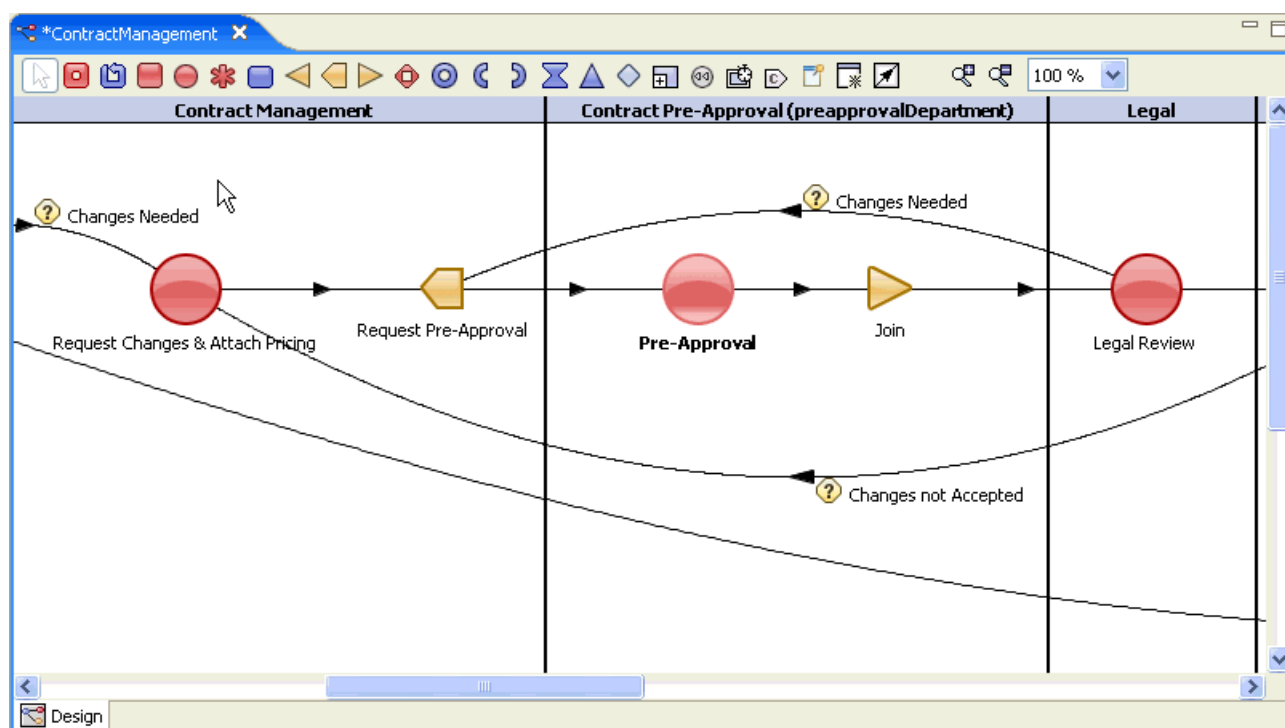 *ContractManagement
100 %
Contract Management
Contract Pre-Approval (preapprovalDepartment)
Legal
? Changes Needed
? Changes Needed
Request Changes & Attach Pricing
Request Pre-Approval
Pre-Approval
Join
Legal Review
? Changes not Accepted
Design